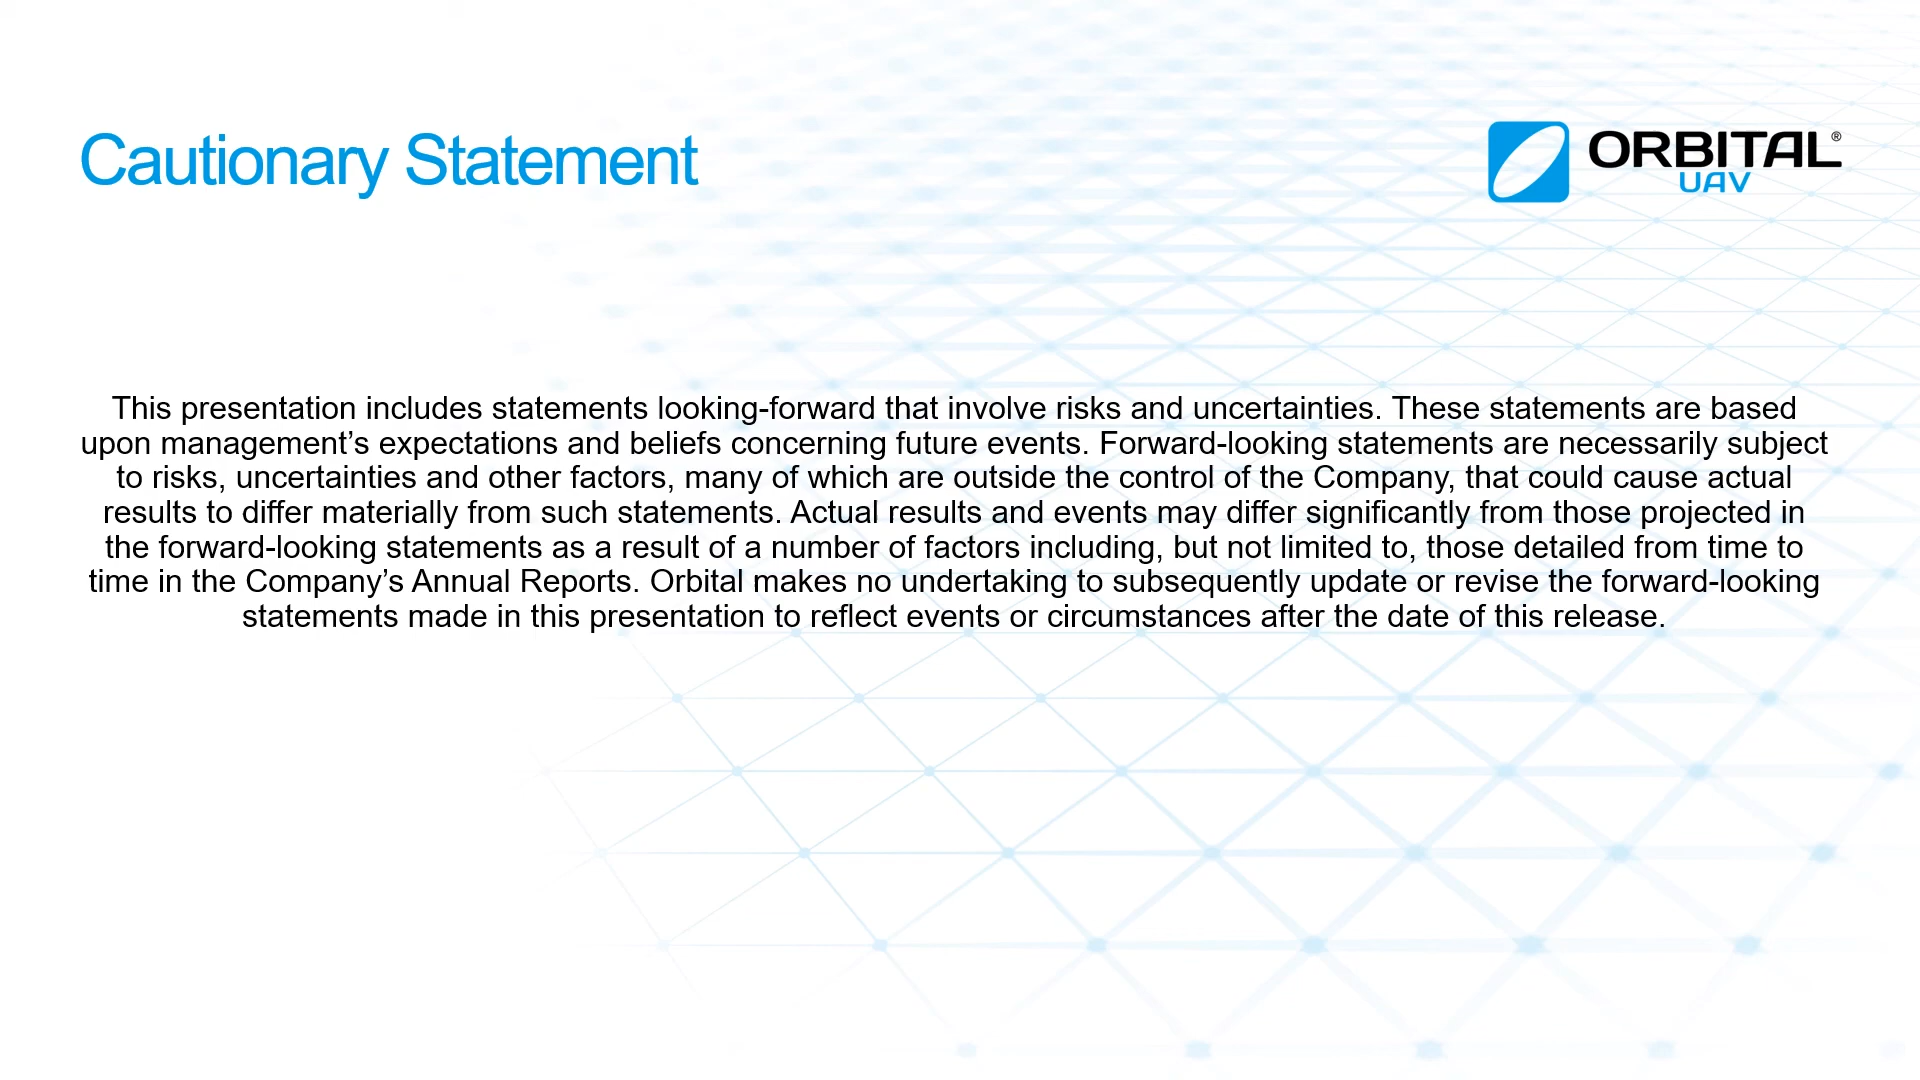 Cautionary Statement
ORBITAL®
UAV
This presentation includes statements looking-forward that involve risks and uncertainties. These statements are based
upon management’s expectations and beliefs concerning future events. Forward-looking statements are necessarily subject
to risks, uncertainties and other factors, many of which are outside the control of the Company, that could cause actual
results to differ materially from such statements. Actual results and events may differ significantly from those projected in
the forward-looking statements as a result of a number of factors including, but not limited to, those detailed from time to
time in the Company’s Annual Reports. Orbital makes no undertaking to subsequently update or revise the forward-looking
statements made in this presentation to reflect events or circumstances after the date of this release.